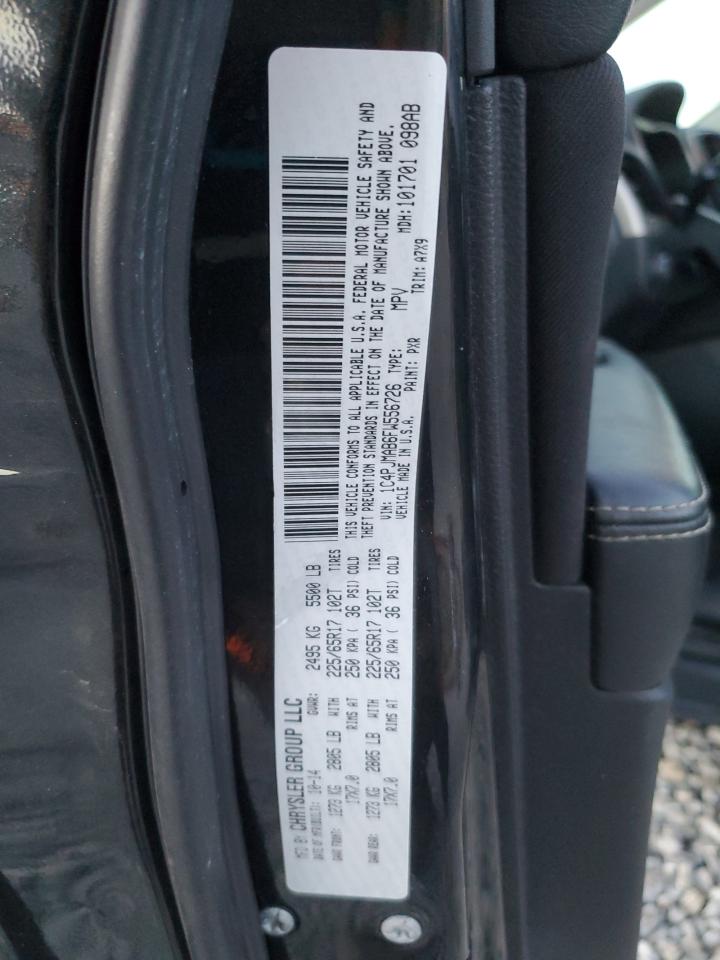 MFD BY CHRYSLER GROUP LLC
DATE OF MFR(BUILT): 10-14 GVWR: 2495 KG 5500 LB
GAWR FRONT: 1273 KG 2805 LB WITH 225/65R17 102T TIRES
17X7.0 RIMS AT 250 KPA ( 36 PSI) COLD
GAWR REAR: 1273 KG 2805 LB WITH 225/65R17 102T TIRES
17X7.0 RIMS AT 250 KPA ( 36 PSI) COLD
THIS VEHICLE CONFORMS TO ALL APPLICABLE U.S.A. FEDERAL MOTOR VEHICLE SAFETY AND
THEFT PREVENTION STANDARDS IN EFFECT ON THE DATE OF MANUFACTURE SHOWN ABOVE.
VIN: 1C4PJMAB6FW556726 TYPE: MPV MDH:101701 098AB
VEHICLE MADE IN U.S.A. PAINT: PXR TRIM: A7X9